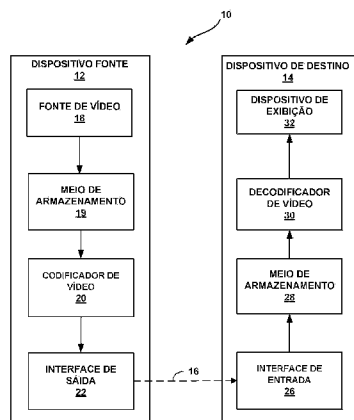 10
DISPOSITIVO FONTE
12
FONTE DE VÍDEO
18
MEIO DE
ARMAZENAMENTO
19
CODIFICADOR DE
VÍDEO
20
INTERFACE DE
SAÍDA
22
16
DISPOSITIVO DE DESTINO
14
DISPOSITIVO DE
EXIBIÇÃO
32
DECODIFICADOR
DE VÍDEO
30
MEIO DE
ARMAZENAMENTO
28
INTERFACE DE
ENTRADA
26